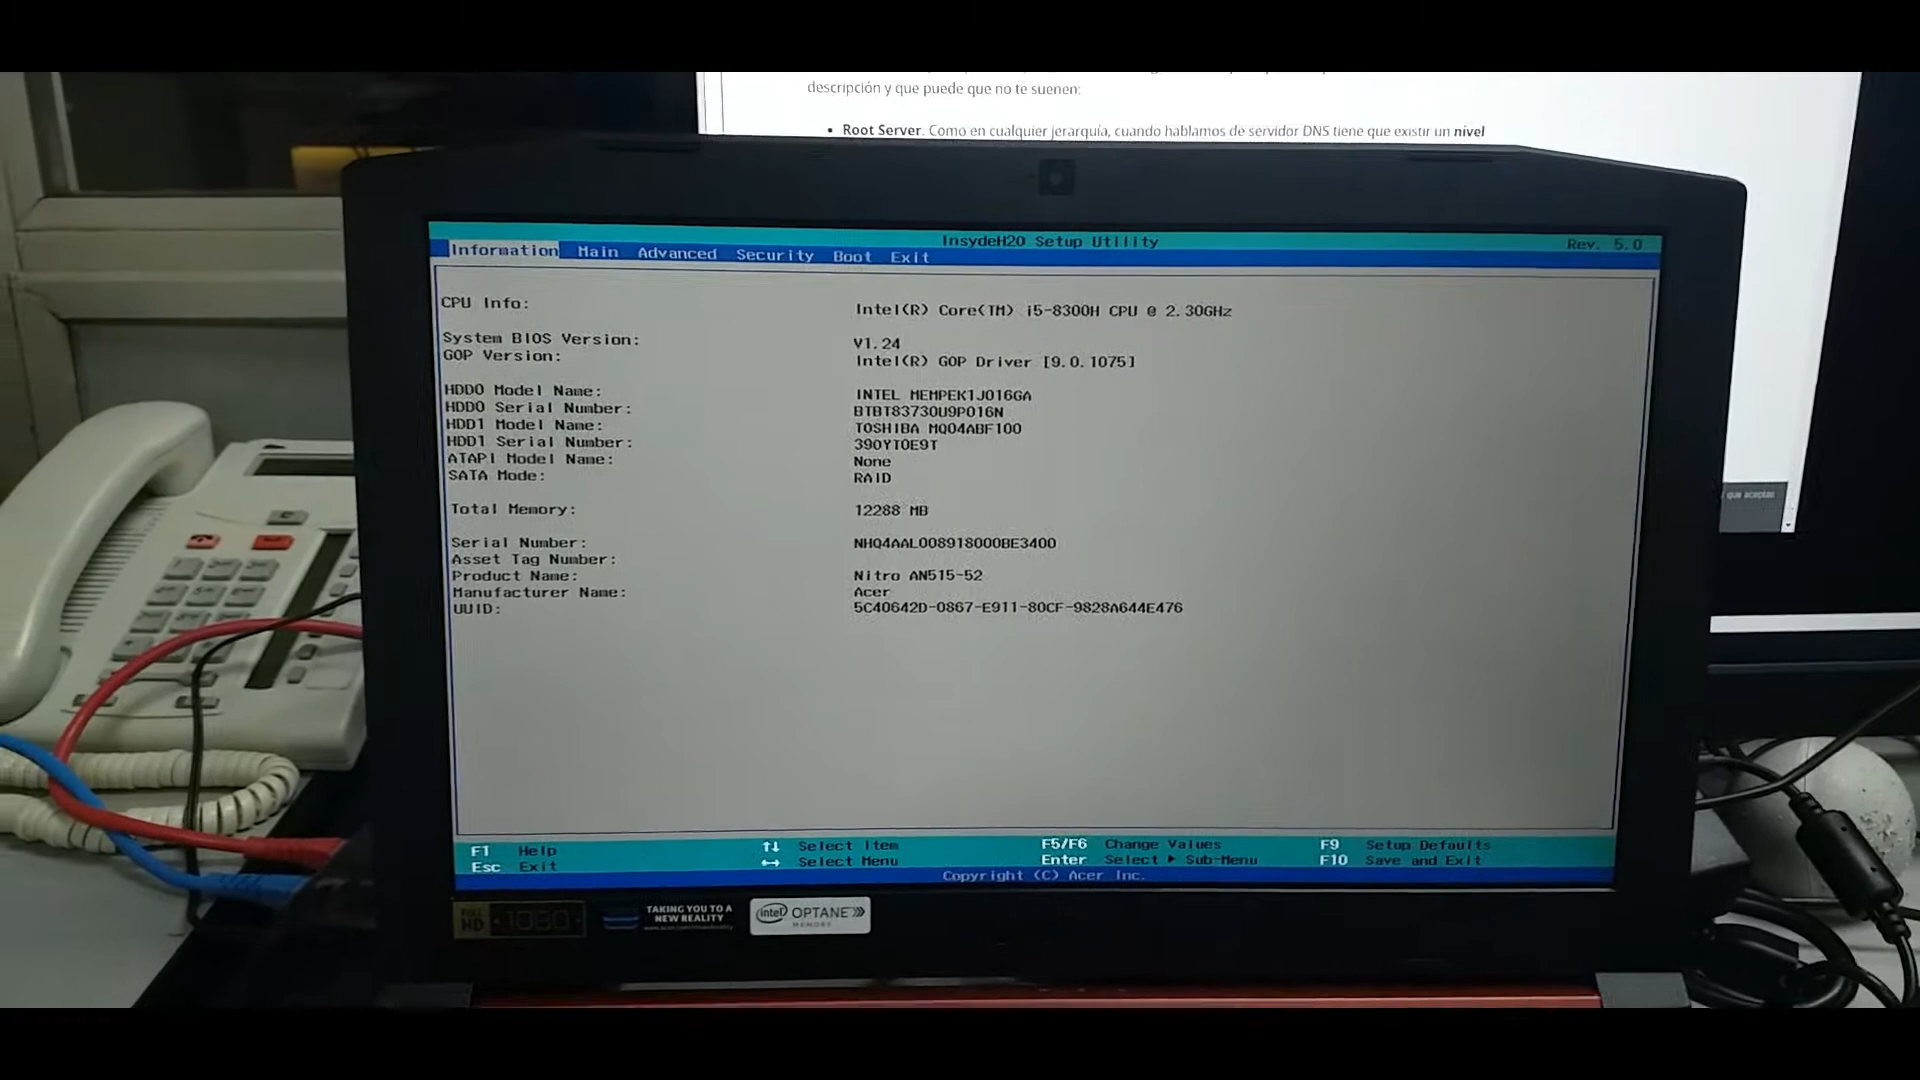 descripción y que puede que no te suenen:
• Root Server. Como en cualquier jerarquía, cuando hablamos de servidor DNS tiene que existir un nivel
InsydeH20 Setup Utility Rev. 5.0
Information Main Advanced Security Boot Exit
CPU Info: Intel(R) Core(TM) i5-8300H CPU @ 2.30GHz
System BIOS Version: V1.24
GOP Version: Intel(R) GOP Driver [9.0.1075]
HDD0 Model Name: INTEL MEMPEK1J016GA
HDD0 Serial Number: BTBT83730U9P016N
HDD1 Model Name: TOSHIBA MQ04ABF100
HDD1 Serial Number: 390YT0E9T
ATAPI Model Name: None
SATA Mode: RAID
Total Memory: 12288 MB
Serial Number: NHQ4AAL008918000BE3400
Asset Tag Number:
Product Name: Nitro AN515-52
Manufacturer Name: Acer
UUID: 5C40642D-0867-E911-80CF-9828A644E476
que aceptas
F1 Help ↑↓ Select Item F5/F6 Change Values F9 Setup Defaults
Esc Exit ↔ Select Menu Enter Select ▶ Sub-Menu F10 Save and Exit
Copyright (C) Acer Inc.
FULL HD 1080
TAKING YOU TO A
NEW REALITY
intel OPTANE
MEMORY